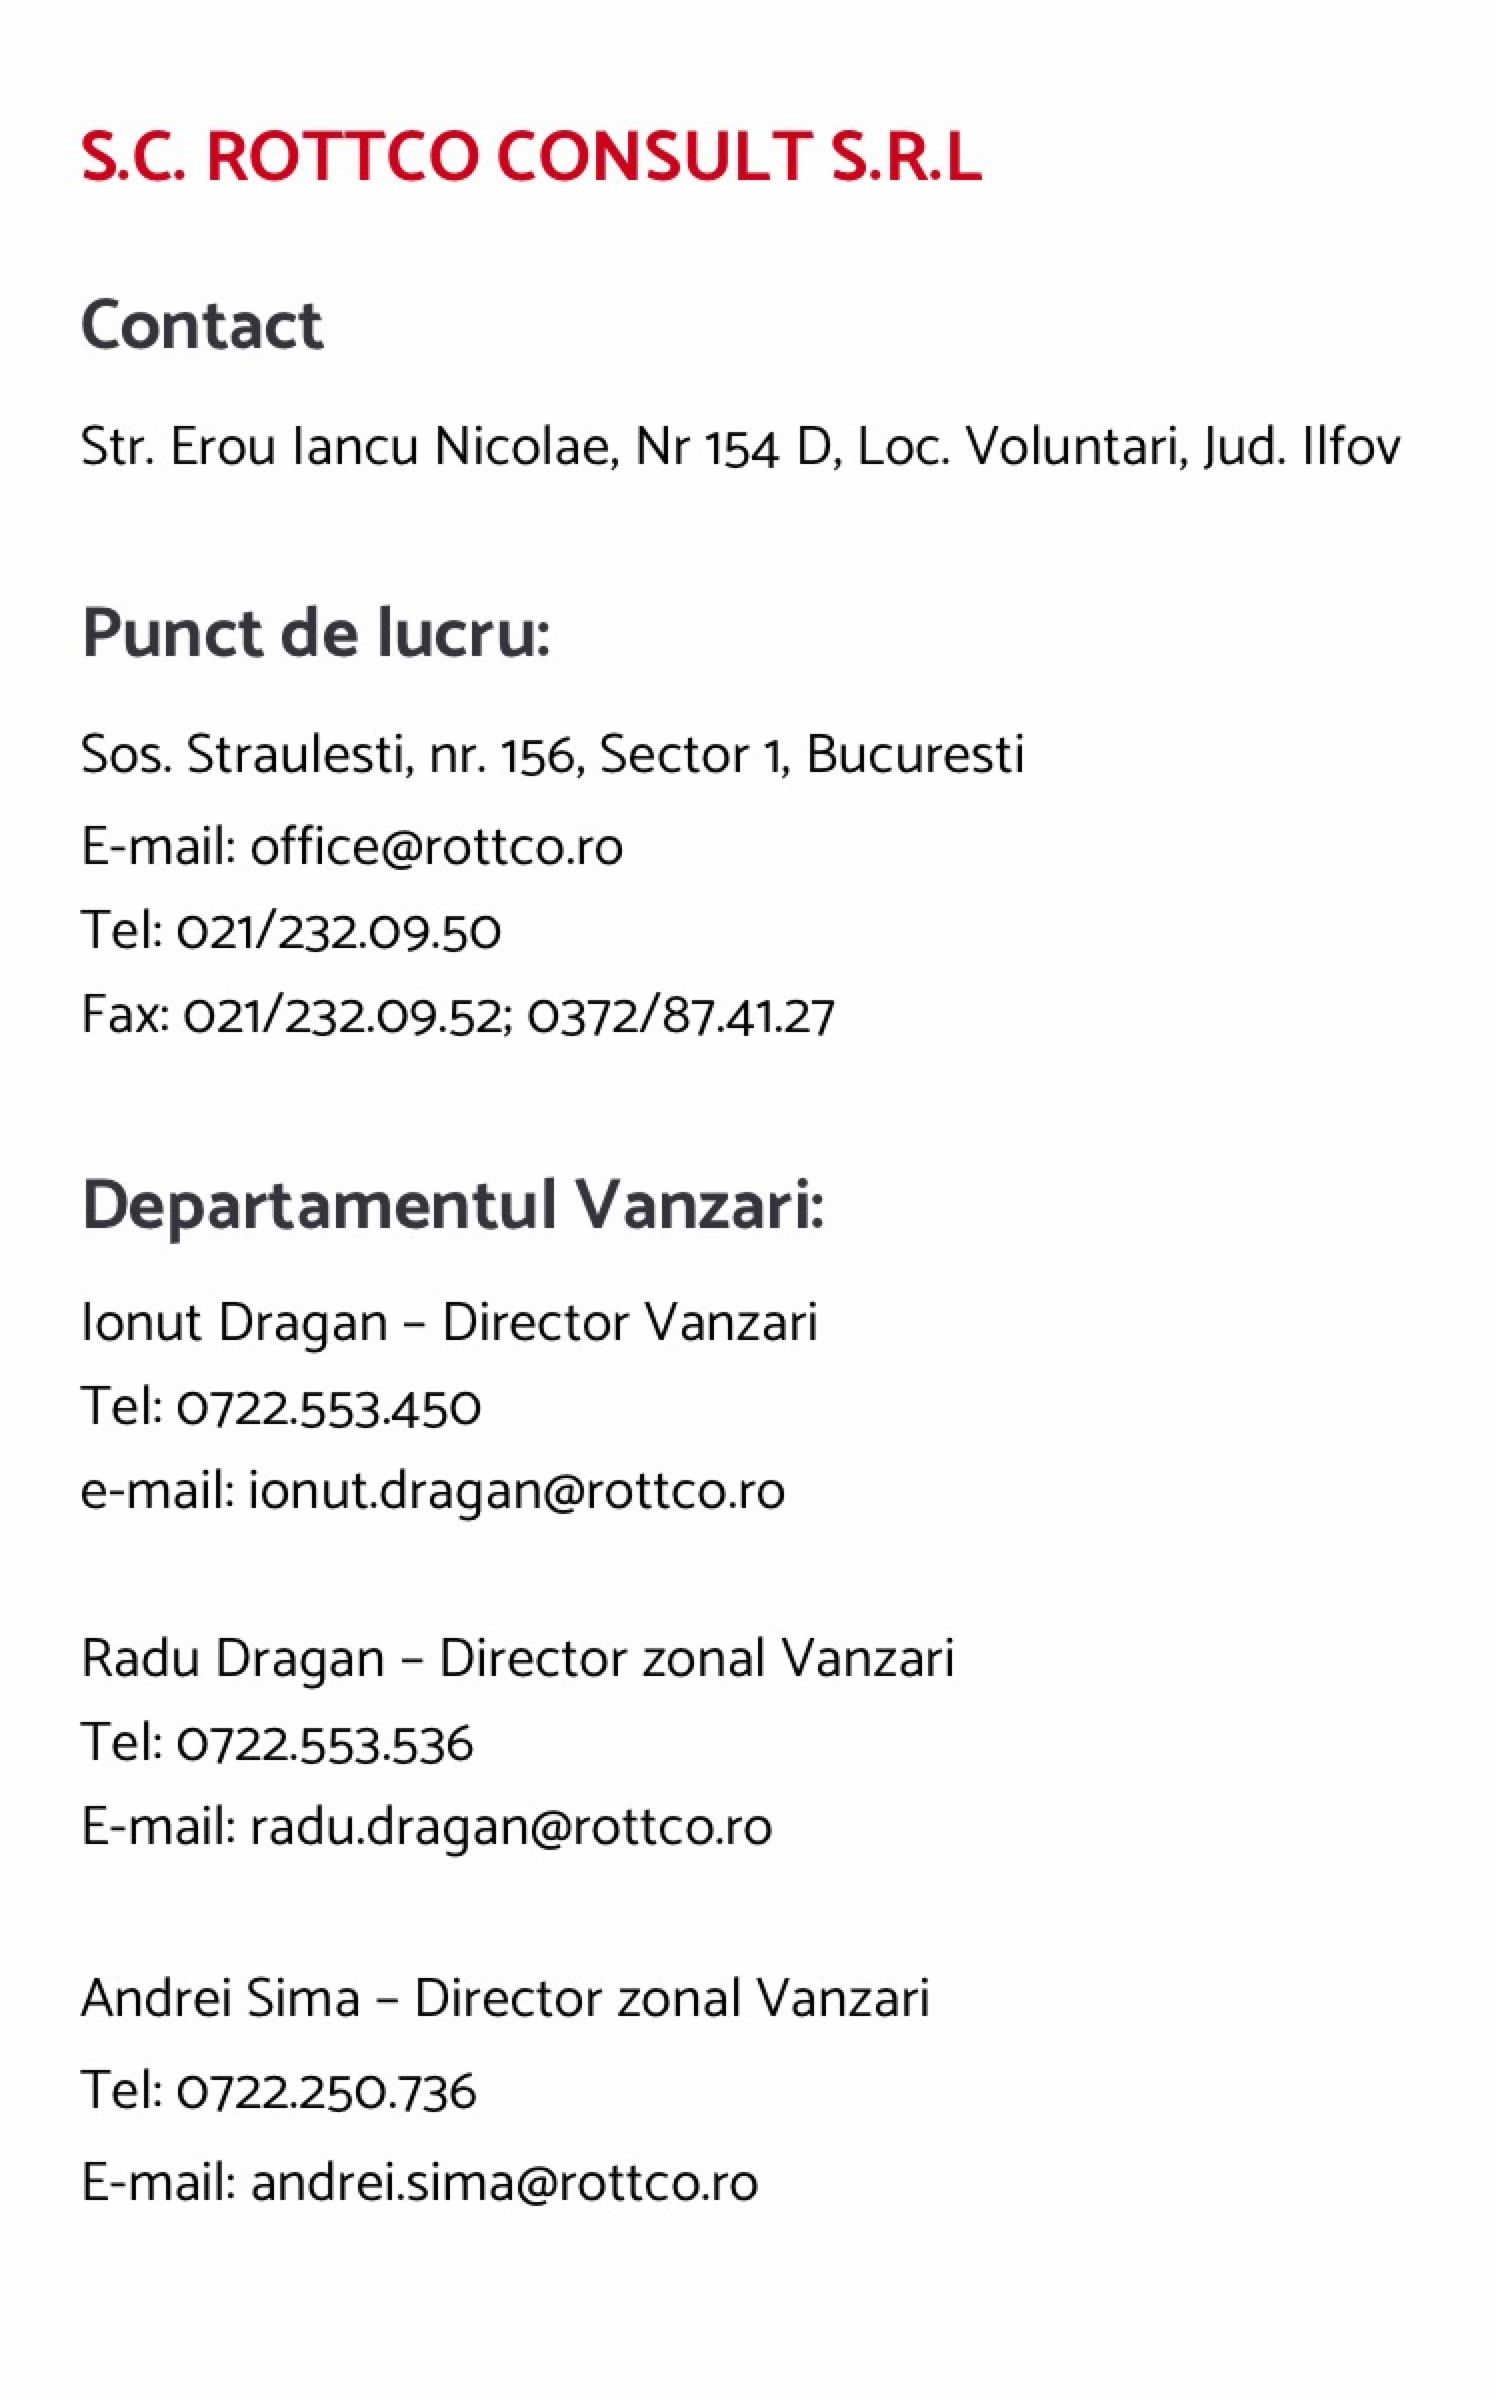 S.C. ROTTCO CONSULT S.R.L
Contact
Str. Erou Iancu Nicolae, Nr 154 D, Loc. Voluntari, Jud. Ilfov
Punct de lucru:
Sos. Straulesti, nr. 156, Sector 1, Bucuresti
E-mail: office@rottco.ro
Tel: 021/232.09.50
Fax: 021/232.09.52; 0372/87.41.27
Departamentul Vanzari:
Ionut Dragan – Director Vanzari
Tel: 0722.553.450
e-mail: ionut.dragan@rottco.ro
Radu Dragan – Director zonal Vanzari
Tel: 0722.553.536
E-mail: radu.dragan@rottco.ro
Andrei Sima – Director zonal Vanzari
Tel: 0722.250.736
E-mail: andrei.sima@rottco.ro